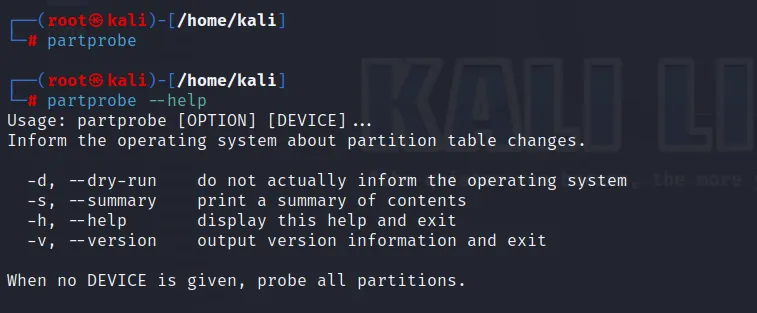 ┌──(root㉿kali)-[/home/kali]
└─# partprobe
┌──(root㉿kali)-[/home/kali]
└─# partprobe --help
Usage: partprobe [OPTION] [DEVICE]...
Inform the operating system about partition table changes.
-d, --dry-run    do not actually inform the operating system
-s, --summary    print a summary of contents
-h, --help       display this help and exit
-v, --version    output version information and exit
When no DEVICE is given, probe all partitions.
KALI LI
the more